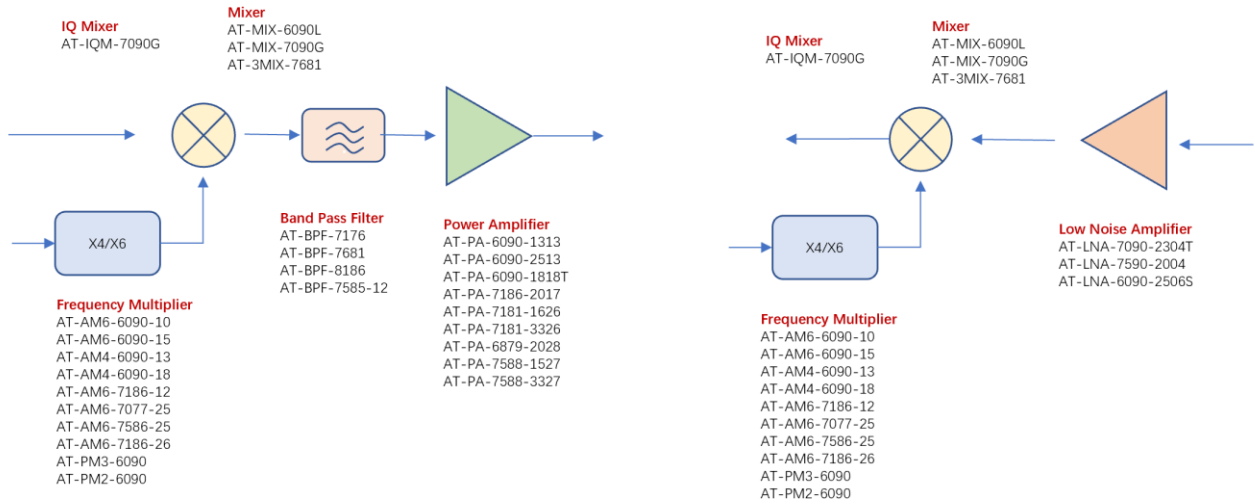 IQ Mixer
AT-IQM-7090G
Mixer
AT-MIX-6090L
AT-MIX-7090G
AT-3MIX-7681
X4/X6
Frequency Multiplier
AT-AM6-6090-10
AT-AM6-6090-15
AT-AM4-6090-13
AT-AM4-6090-18
AT-AM6-7186-12
AT-AM6-7077-25
AT-AM6-7586-25
AT-AM6-7186-26
AT-PM3-6090
AT-PM2-6090
Band Pass Filter
AT-BPF-7176
AT-BPF-7681
AT-BPF-8186
AT-BPF-7585-12
Power Amplifier
AT-PA-6090-1313
AT-PA-6090-2513
AT-PA-6090-1818T
AT-PA-7186-2017
AT-PA-7181-1626
AT-PA-7181-3326
AT-PA-6879-2028
AT-PA-7588-1527
AT-PA-7588-3327
IQ Mixer
AT-IQM-7090G
Mixer
AT-MIX-6090L
AT-MIX-7090G
AT-3MIX-7681
X4/X6
Frequency Multiplier
AT-AM6-6090-10
AT-AM6-6090-15
AT-AM4-6090-13
AT-AM4-6090-18
AT-AM6-7186-12
AT-AM6-7077-25
AT-AM6-7586-25
AT-AM6-7186-26
AT-PM3-6090
AT-PM2-6090
Low Noise Amplifier
AT-LNA-7090-2304T
AT-LNA-7590-2004
AT-LNA-6090-2506S